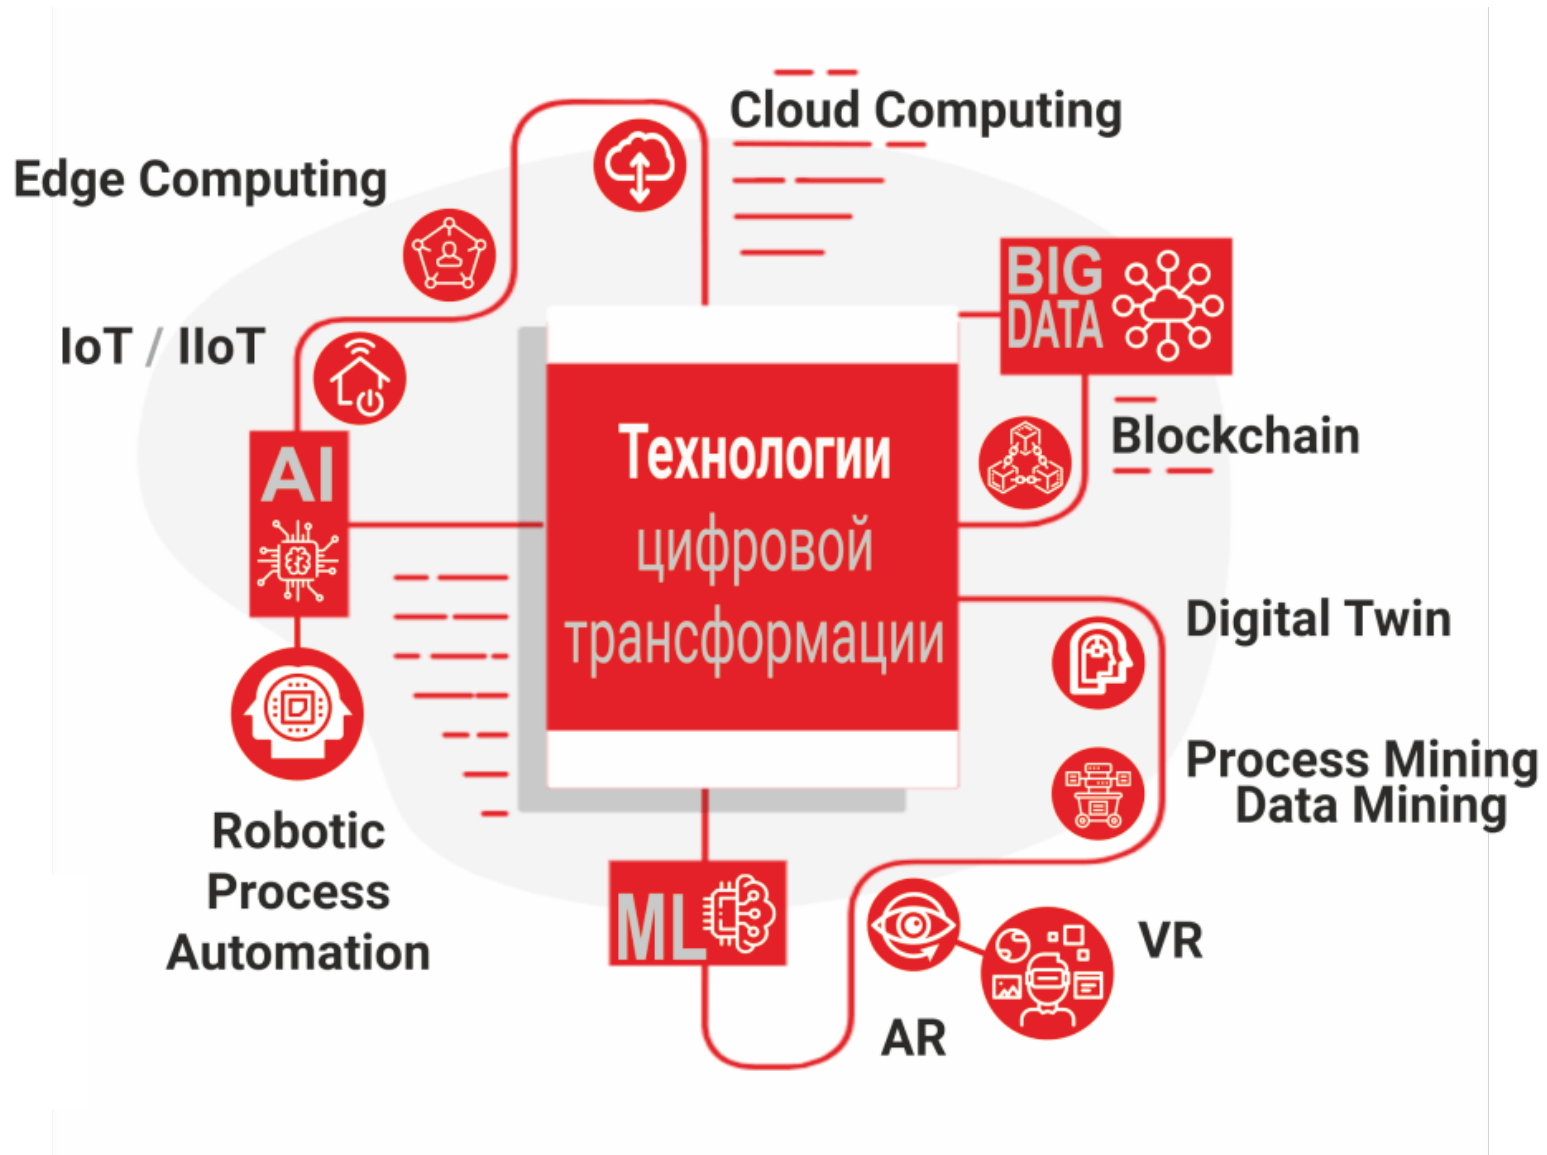 Cloud Computing
Edge Computing
IoT / IIoT
BIG
DATA
Blockchain
AI
Технологии
цифровой
трансформации
Digital Twin
Process Mining
Data Mining
Robotic
Process
Automation
ML
VR
AR